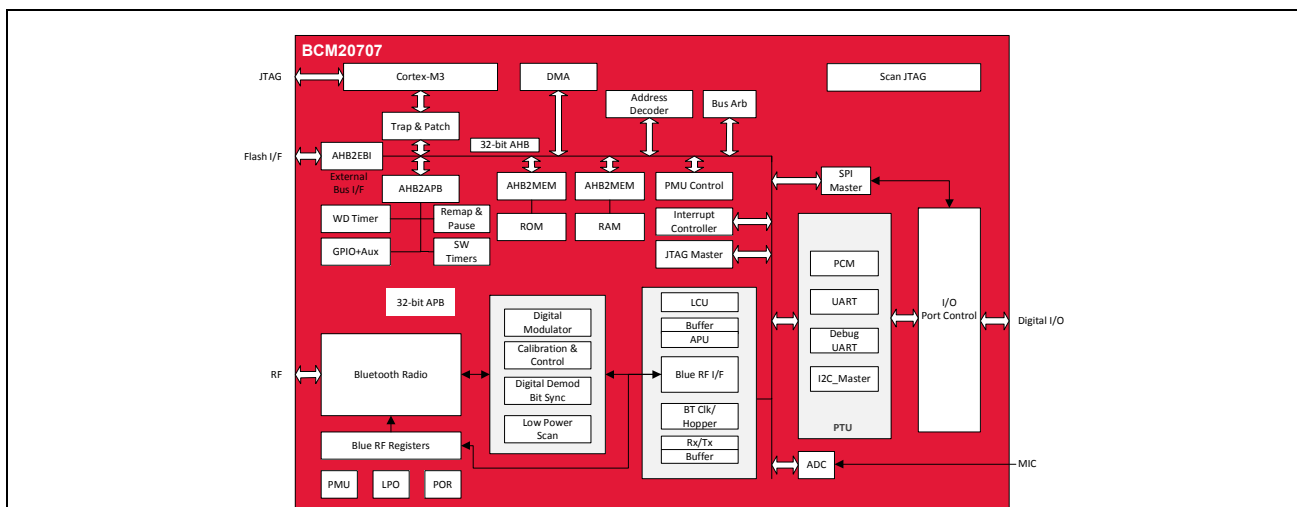 BCM20707
JTAG
Cortex-M3
DMA
Scan JTAG
Address
Decoder
Bus Arb
Trap & Patch
32-bit AHB
Flash I/F
AHB2EBI
External
Bus I/F
AHB2APB
AHB2MEM
AHB2MEM
PMU Control
SPI
Master
WD Timer
Remap &
Pause
ROM
RAM
Interrupt
Controller
GPIO+Aux
SW
Timers
JTAG Master
PCM
UART
Debug
UART
I2C_Master
PTU
I/O
Port Control
Digital I/O
32-bit APB
Digital
Modulator
Calibration &
Control
Digital Demod
Bit Sync
Low Power
Scan
LCU
Buffer
APU
Blue RF I/F
BT Clk/
Hopper
Rx/Tx
Buffer
RF
Bluetooth Radio
Blue RF Registers
PMU
LPO
POR
ADC
MIC